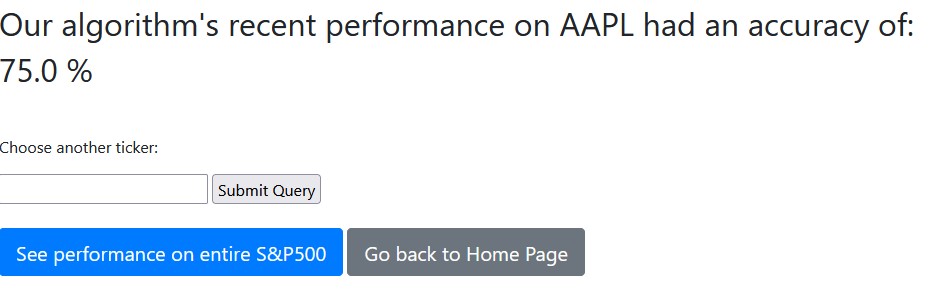 Our algorithm's recent performance on AAPL had an accuracy of:
75.0 %
Choose another ticker:
Submit Query
See performance on entire S&P500 Go back to Home Page